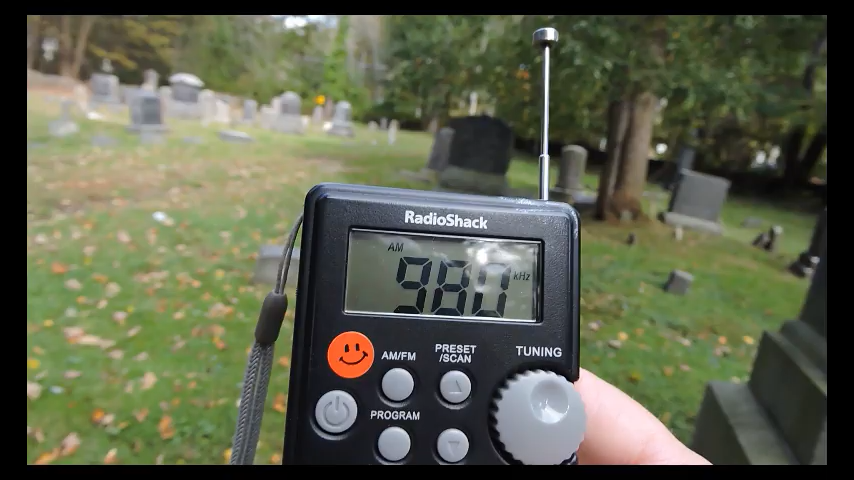 RadioShack
AM
980 kHz
AM/FM
PRESET
/SCAN
TUNING
PROGRAM